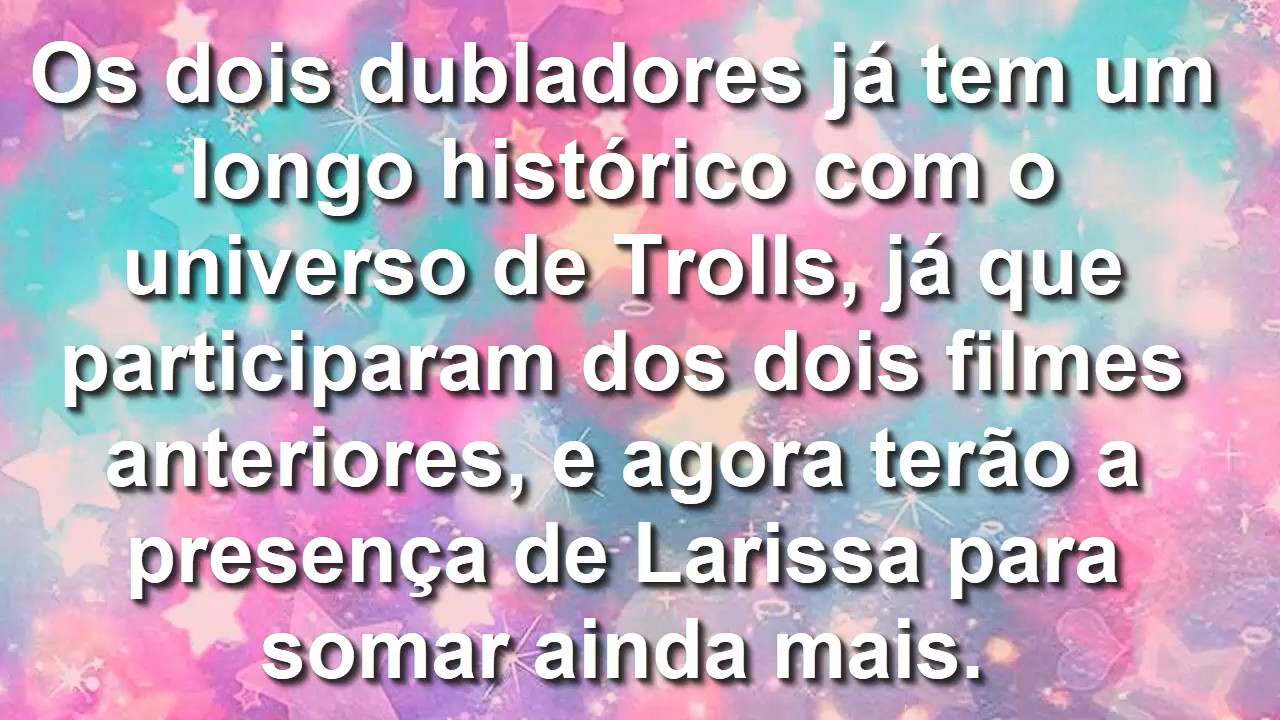 Os dois dubladores já tem um
longo histórico com o
universo de Trolls, já que
participaram dos dois filmes
anteriores, e agora terão a
presença de Larissa para
somar ainda mais.